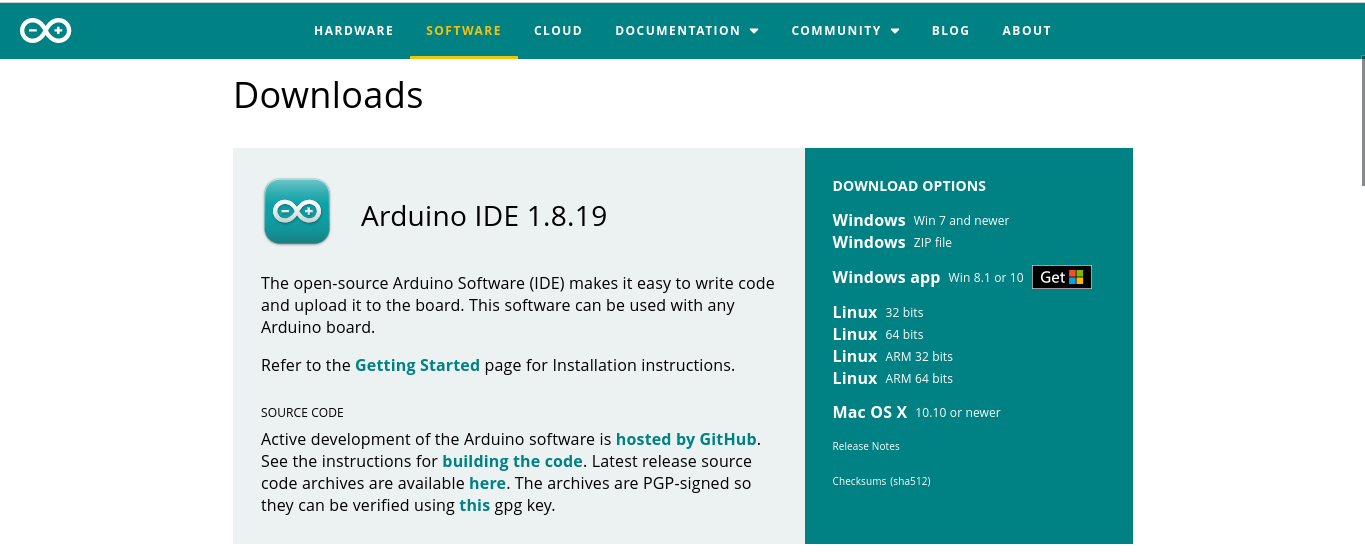 HARDWARE SOFTWARE CLOUD DOCUMENTATION COMMUNITY BLOG ABOUT
Downloads
Arduino IDE 1.8.19
The open-source Arduino Software (IDE) makes it easy to write code
and upload it to the board. This software can be used with any
Arduino board.
Refer to the Getting Started page for Installation instructions.
SOURCE CODE
Active development of the Arduino software is hosted by GitHub.
See the instructions for building the code. Latest release source
code archives are available here. The archives are PGP-signed so
they can be verified using this gpg key.
DOWNLOAD OPTIONS
Windows Win 7 and newer
Windows ZIP file
Windows app Win 8.1 or 10 Get
Linux 32 bits
Linux 64 bits
Linux ARM 32 bits
Linux ARM 64 bits
Mac OS X 10.10 or newer
Release Notes
Checksums (sha512)